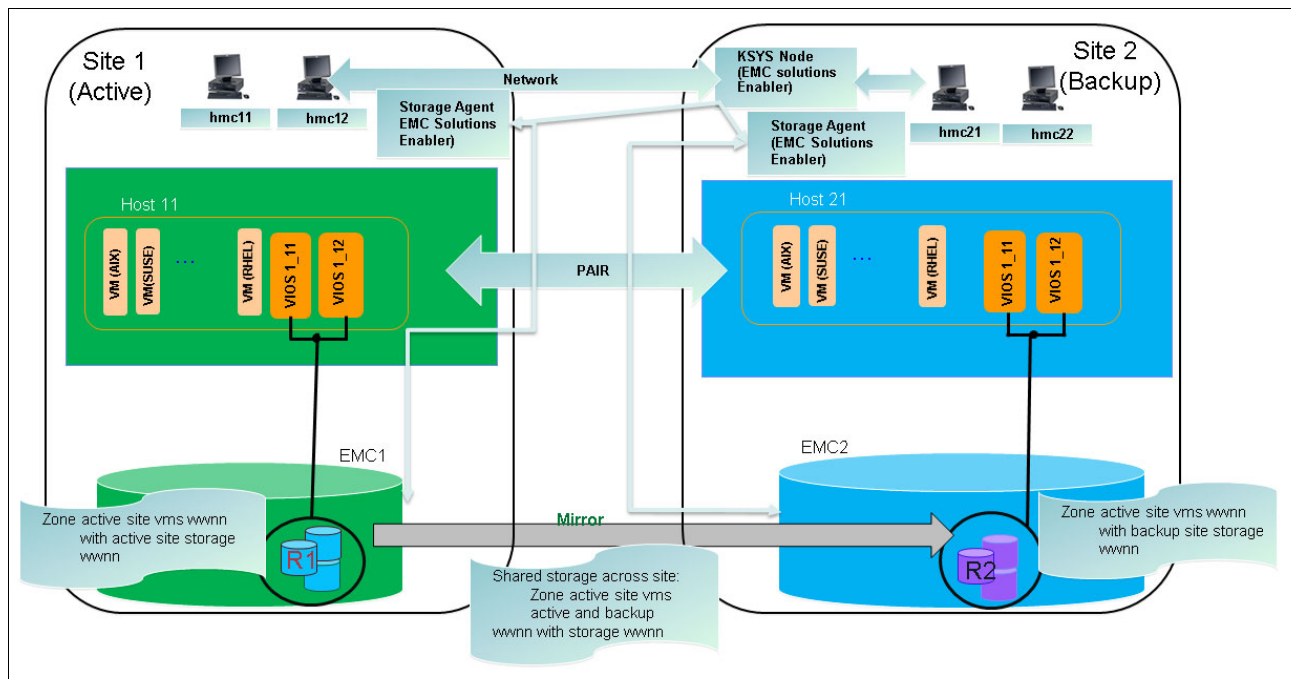 Site 1
(Active)
hmc11
hmc12
Network
Storage Agent
EMC Solutions
Enabler)
KSYS Node
(EMC solutions
Enabler)
Storage Agent
(EMC Solutions
Enabler)
Site 2
(Backup)
hmc21
hmc22
Host 11
VM (AIX)
VM(SUSE)
...
VM (RHEL)
VIOS 1_11
VIOS 1_12
PAIR
Host 21
VM (AIX)
VM (SUSE)
...
VM (RHEL)
VIOS 1_11
VIOS 1_12
EMC1
Zone active site vms wwnn
with active site storage
wwnn
R1
Mirror
Shared storage across site:
Zone active site vms
active and backup
wwnn with storage wwnn
EMC2
R2
Zone active site vms wwnn
with backup site storage
wwnn